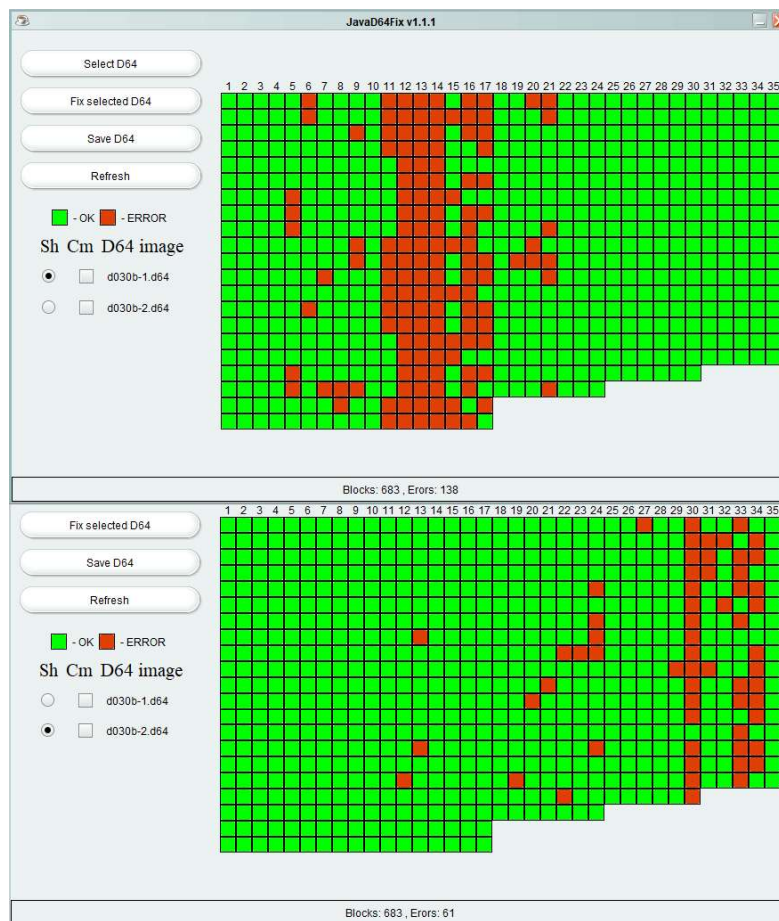 JavaD64Fix v1.1.1
Select D64
Fix selected D64
Save D64
Refresh
- OK - ERROR
Sh Cm D64 image
d030b-1.d64
d030b-2.d64
1 2 3 4 5 6 7 8 9 10 11 12 13 14 15 16 17 18 19 20 21 22 23 24 25 26 27 28 29 30 31 32 33 34 35
Blocks: 683 , Erors: 138
Fix selected D64
Save D64
Refresh
- OK - ERROR
Sh Cm D64 image
d030b-1.d64
d030b-2.d64
1 2 3 4 5 6 7 8 9 10 11 12 13 14 15 16 17 18 19 20 21 22 23 24 25 26 27 28 29 30 31 32 33 34 35
Blocks: 683 , Erors: 61